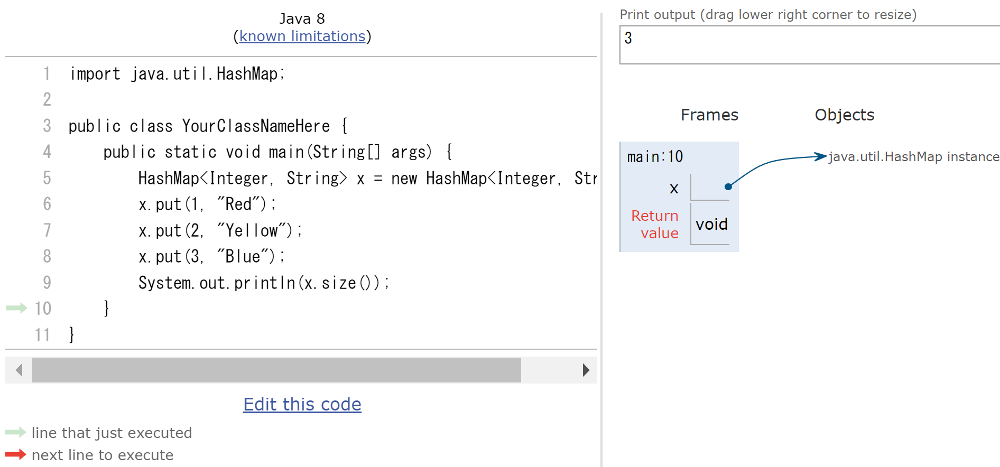 Java 8
(known limitations)
1 import java.util.HashMap;
2
3 public class YourClassNameHere {
4 public static void main(String[] args) {
5 HashMap<Integer, String> x = new HashMap<Integer, Str
6 x.put(1, "Red");
7 x.put(2, "Yellow");
8 x.put(3, "Blue");
9 System.out.println(x.size());
10 }
11 }
Edit this code
line that just executed
next line to execute
Print output (drag lower right corner to resize)
3
Frames Objects
main:10
java.util.HashMap instance
x
Return
value
void